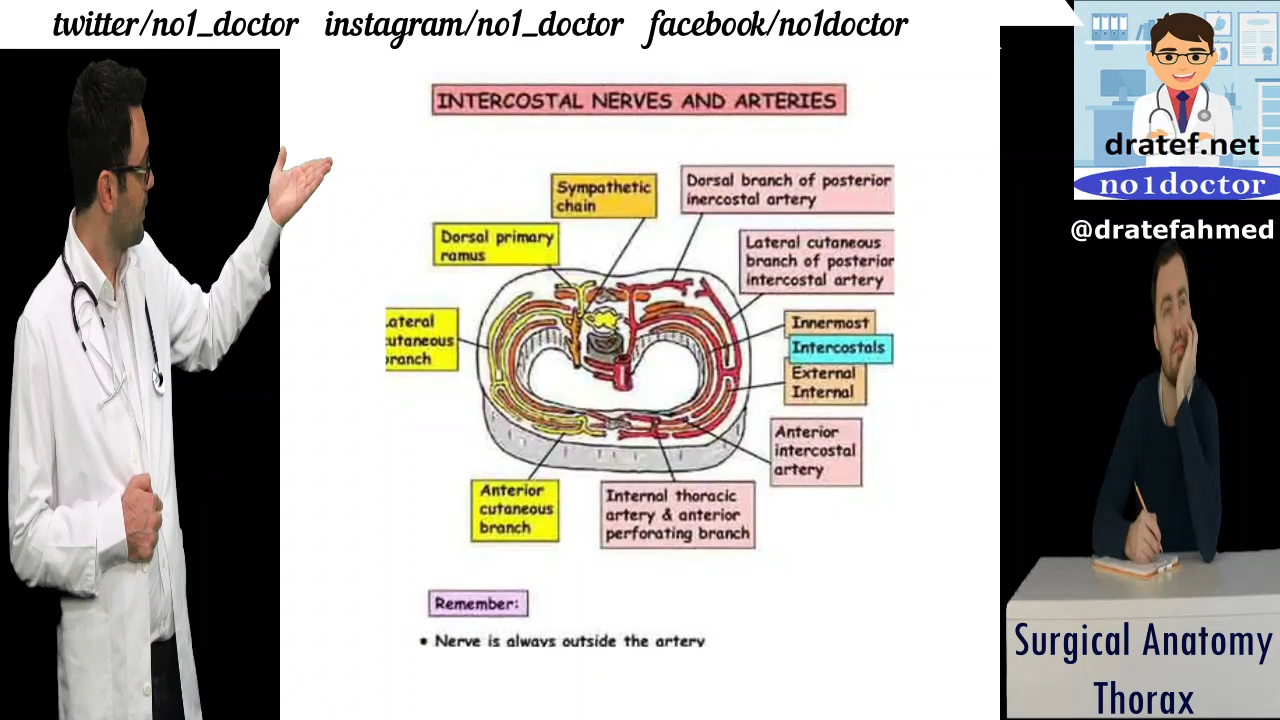 twitter/no1_doctor instagram/no1_doctor facebook/no1doctor
dratef.net
no1doctor
@dratefahmed
INTERCOSTAL NERVES AND ARTERIES
Sympathetic
chain
Dorsal branch of posterior
inercostal artery
Dorsal primary
ramus
Lateral cutaneous
branch of posterior
intercostal artery
ateral
utaneous
branch
Innermost
Intercostals
External
Internal
Anterior
intercostal
artery
Anterior
cutaneous
branch
Internal thoracic
artery & anterior
perforating branch
Remember:
• Nerve is always outside the artery
Surgical Anatomy
Thorax